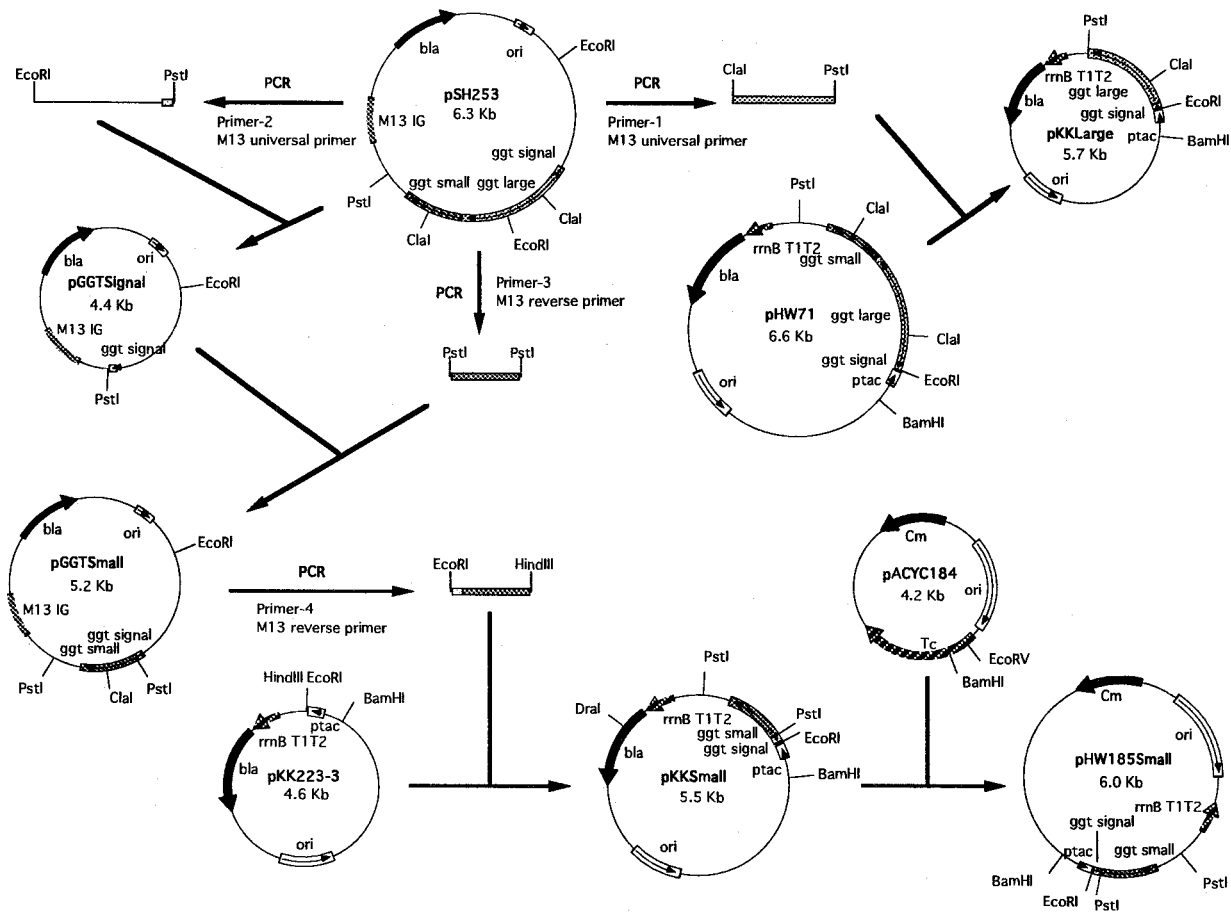 EcoRI
PstI
PCR
Primer-2
M13 universal primer
bla
ori
EcoRI
pSH253
6.3 Kb
M13 IG
ggt signal
ggt small
ggt large
PstI
ClaI
EcoRI
ClaI
PCR
Primer-1
M13 universal primer
ClaI
PstI
PstI
rrnB T1T2
ClaI
ggt large
bla
EcoRI
ggt signal
ptac
BamHI
pKKLarge
5.7 Kb
ori
bla
ori
EcoRI
pGGTSignal
4.4 Kb
M13 IG
ggt signal
PstI
PCR
Primer-3
M13 reverse primer
PstI
PstI
PstI
ClaI
rrnB T1T2
ggt small
bla
pHW71
6.6 Kb
ggt large
ClaI
ggt signal
ptac
EcoRI
ori
BamHI
bla
ori
EcoRI
pGGTSmall
5.2 Kb
M13 IG
ggt signal
ggt small
PstI
ClaI
PstI
PCR
Primer-4
M13 reverse primer
EcoRI
HindIII
Cm
pACYC184
4.2 Kb
ori
Tc
EcoRV
BamHI
HindIII
EcoRI
BamHI
ptac
rrnB T1T2
bla
pKK223-3
4.6 Kb
ori
PstI
DraI
rrnB T1T2
PstI
ggt small
EcoRI
ggt signal
bla
ptac
BamHI
pKKSmall
5.5 Kb
ori
Cm
ori
pHW185Small
6.0 Kb
rrnB T1T2
ggt signal
ptac
ggt small
BamHI
EcoRI
PstI
PstI